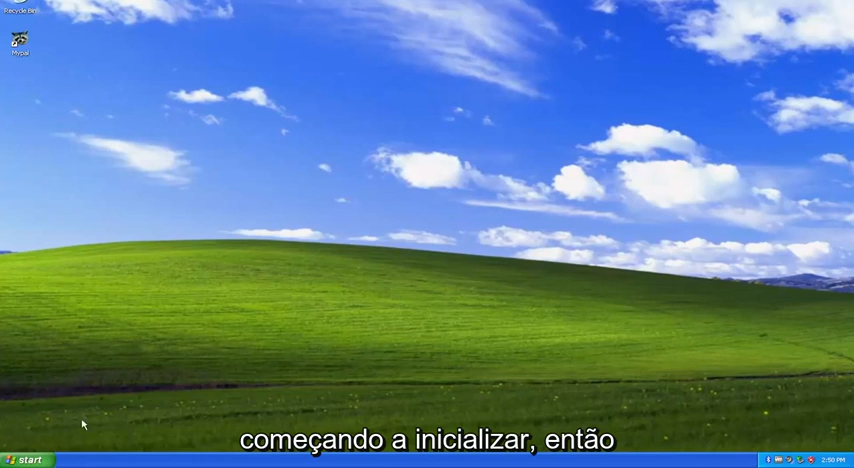 Recycle Bin
Mypal
começando a inicializar, então
start
2:50 PM